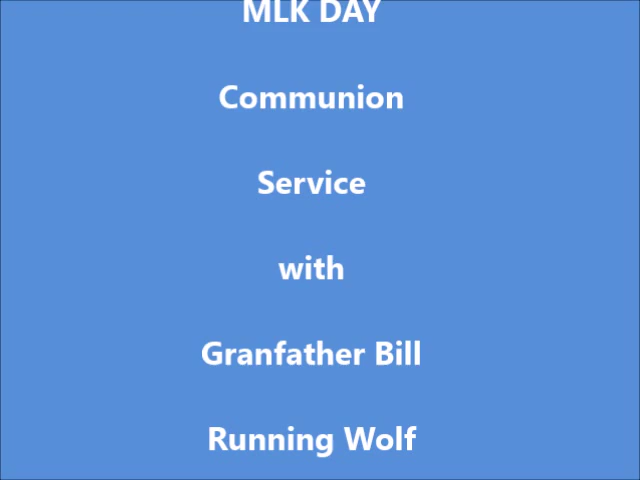 MLK DAY
Communion
Service
with
Granfather Bill
Running Wolf